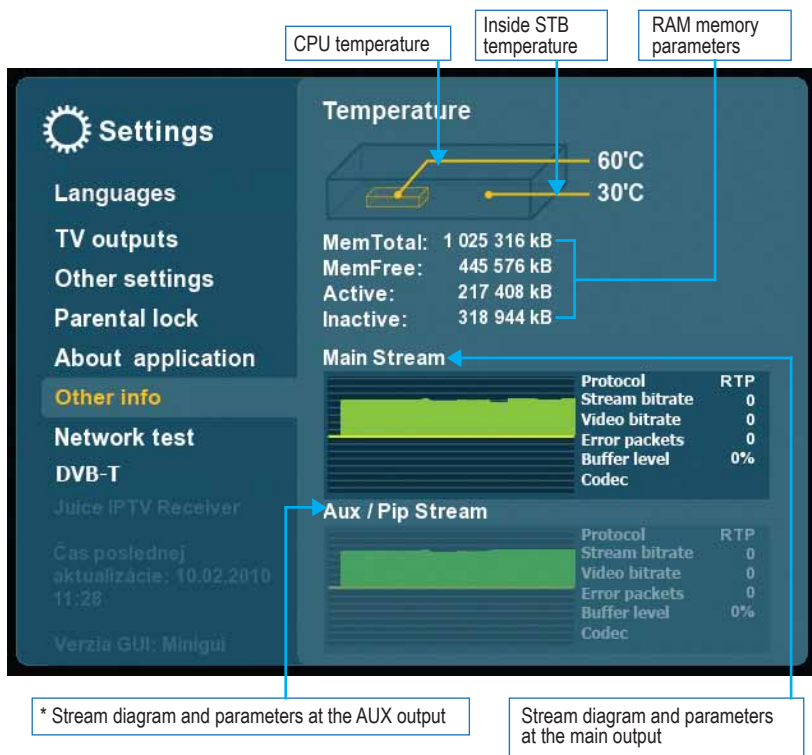 CPU temperature
Inside STB
temperature
RAM memory
parameters
Settings
Languages
TV outputs
Other settings
Parental lock
About application
Other info
Network test
DVB-T
Juice IPTV Receiver
Čas poslednej
aktualizácie: 10.02.2010
11:28
Verzia GUI: Minigui
Temperature
60'C
30'C
MemTotal: 1 025 316 kB
MemFree: 445 576 kB
Active: 217 408 kB
Inactive: 318 944 kB
Main Stream
Protocol RTP
Stream bitrate 0
Video bitrate 0
Error packets 0
Buffer level 0%
Codec
Aux / Pip Stream
Protocol RTP
Stream bitrate 0
Video bitrate 0
Error packets 0
Buffer level 0%
Codec
* Stream diagram and parameters at the AUX output
Stream diagram and parameters
at the main output